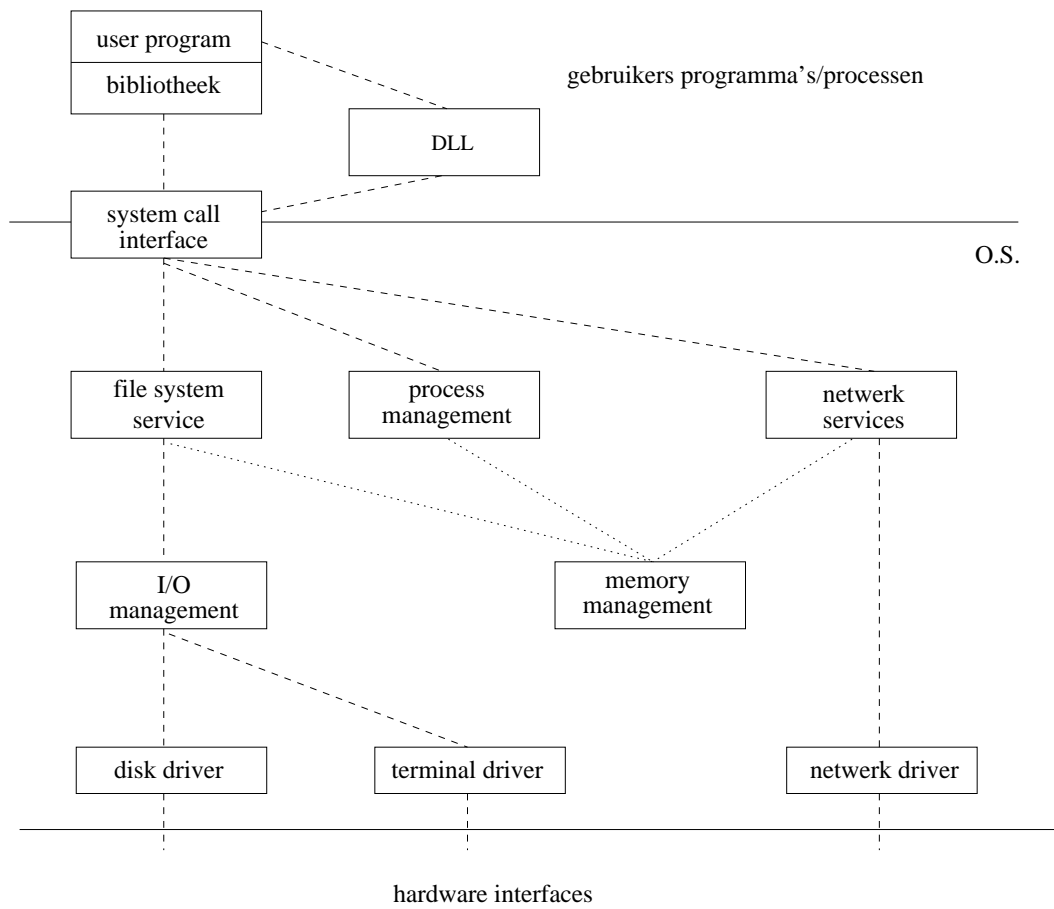 user program
bibliotheek
gebruikers programma's/processen
DLL
system call
interface
O.S.
file system
service
process
management
netwerk
services
I/O
management
memory
management
disk driver
terminal driver
netwerk driver
hardware interfaces